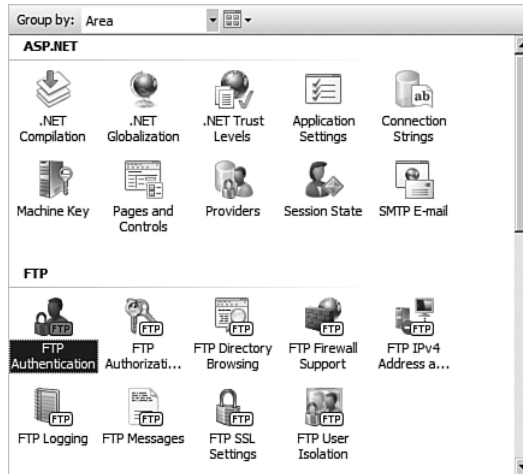 Group by: Area
ASP.NET
.NET Compilation
.NET Globalization
.NET Trust Levels
Application Settings
ab
Connection Strings
Machine Key
Pages and Controls
Providers
Session State
SMTP E-mail
FTP
FTP
FTP Authentication
FTP
FTP Authorizati...
FTP
FTP Directory Browsing
FTP
FTP Firewall Support
FTP
FTP IPv4 Address a...
FTP
FTP Logging
FTP
FTP Messages
FTP
FTP SSL Settings
FTP
FTP User Isolation